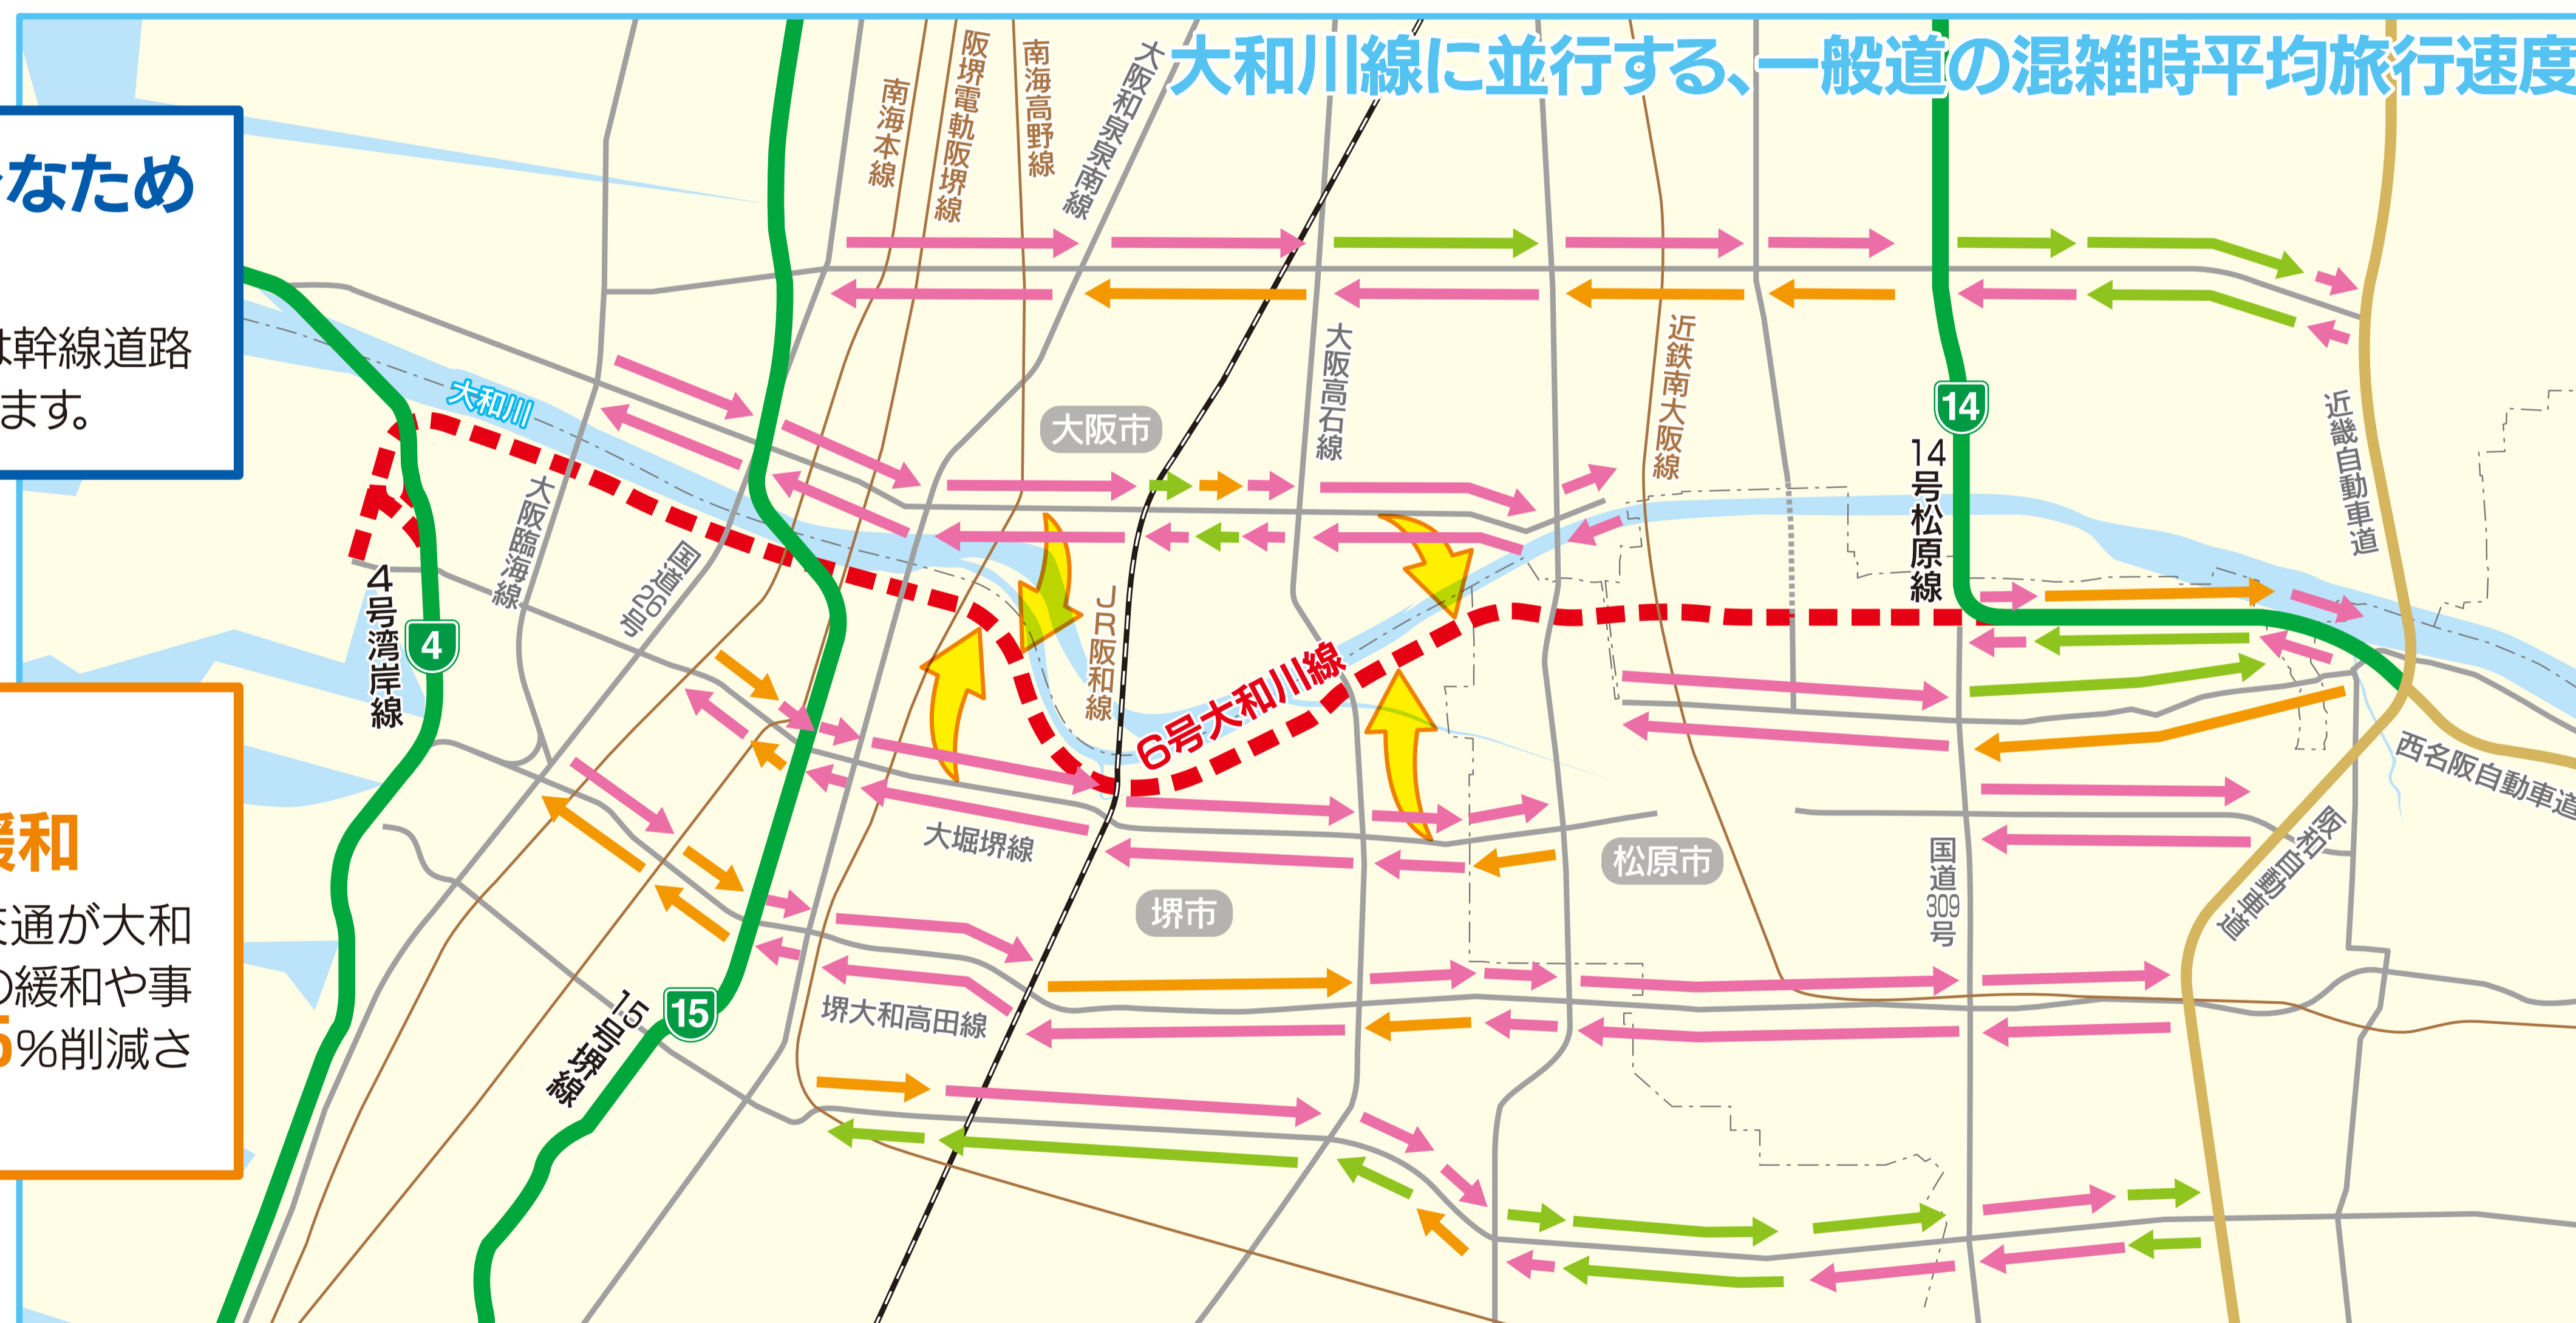 大和川線に並行する、一般道の混雑時平均旅行速度
なため
は幹線道路
ます。
緩和
交通が大和
の緩和や事
5%削減さ
南海本線
阪堺電軌阪堺線
南海高野線
大阪和泉泉南線
大阪高石線
近鉄南大阪線
14
14号松原線
近畿自動車道
大和川
大阪市
大阪臨海線
国道26号
4号湾岸線
4
JR阪和線
6号大和川線
西名阪自動車道
阪和自動車道
大堀堺線
松原市
国道309号
堺市
堺大和高田線
15
15号堺線